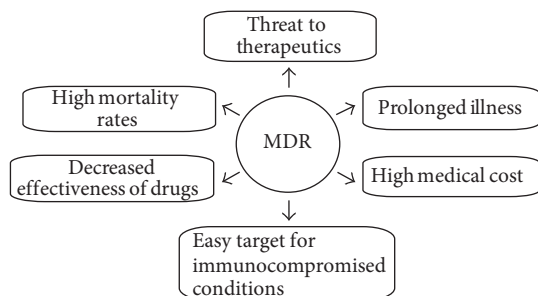 Threat to
therapeutics
High mortality
rates
Prolonged illness
MDR
Decreased
effectiveness of drugs
High medical cost
Easy target for
immunocompromised
conditions